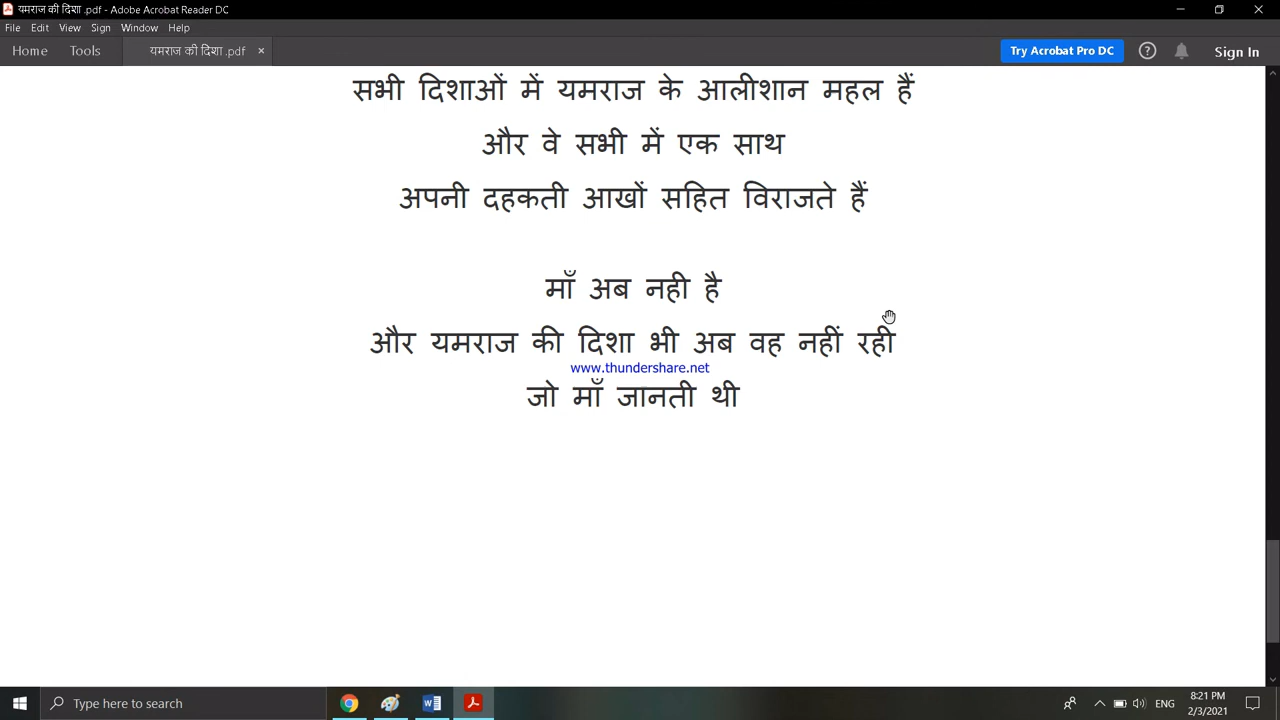 यमराज की दिशा .pdf - Adobe Acrobat Reader DC
File Edit View Sign Window Help
Home Tools यमराज की दिशा .pdf × Try Acrobat Pro DC Sign In
सभी दिशाओं में यमराज के आलीशान महल हैं
और वे सभी में एक साथ
अपनी दहकती आखों सहित विराजते हैं
माँ अब नही है
और यमराज की दिशा भी अब वह नहीं रही
www.thundershare.net
जो माँ जानती थी
Type here to search ENG 8:21 PM
2/3/2021